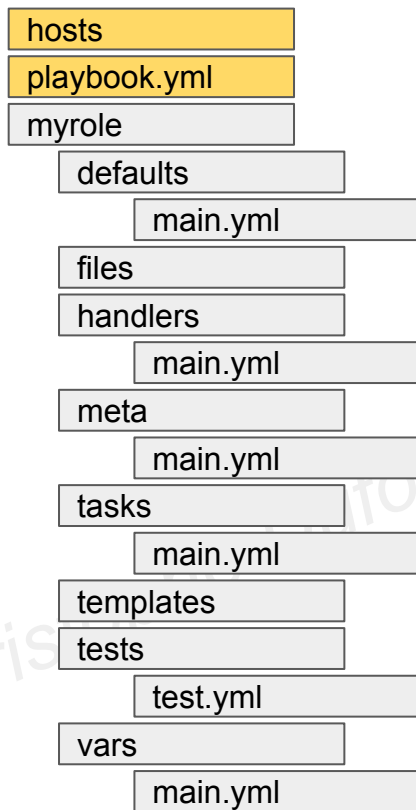 hosts
playbook.yml
myrole
defaults
main.yml
files
handlers
main.yml
meta
main.yml
tasks
main.yml
templates
tests
test.yml
vars
main.yml